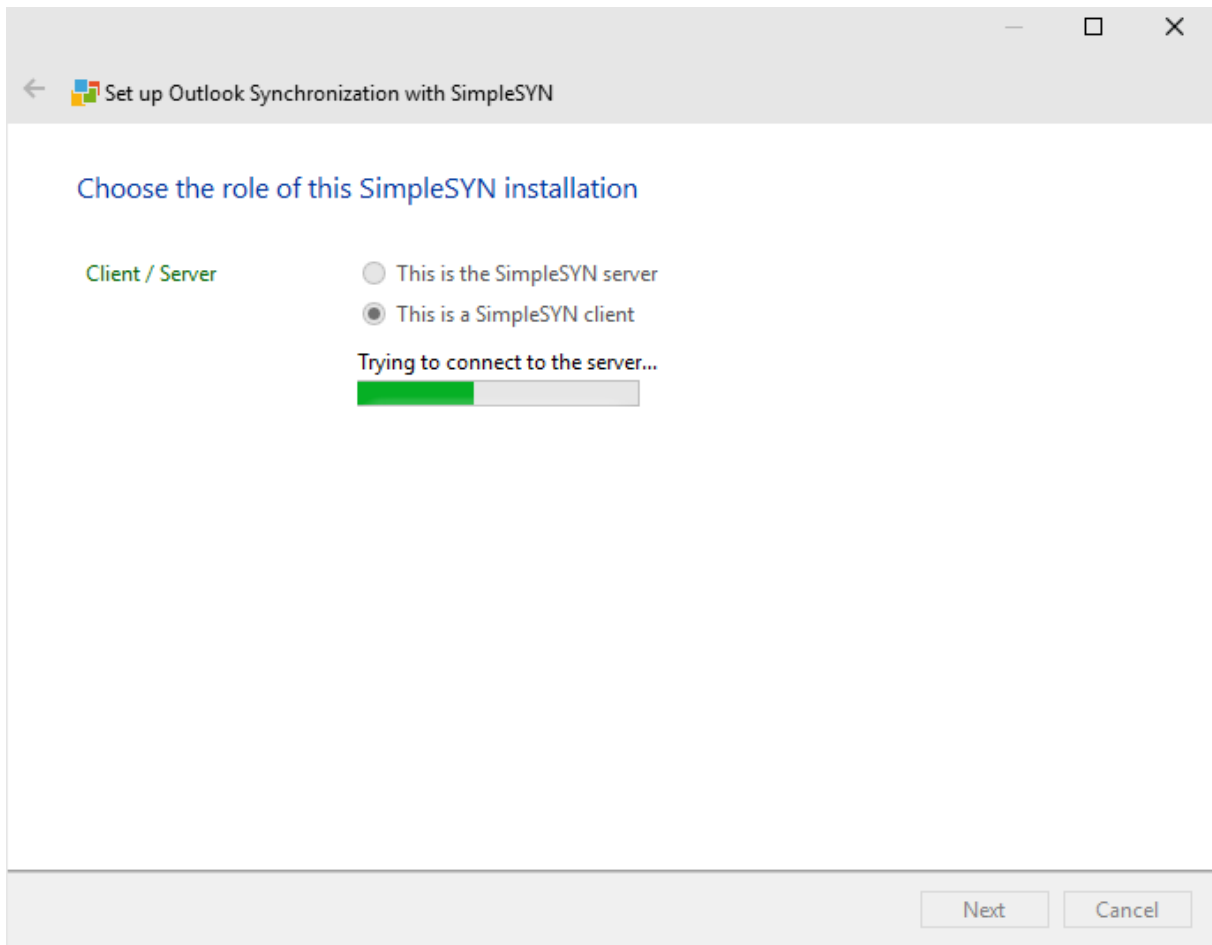 Set up Outlook Synchronization with SimpleSYN
Choose the role of this SimpleSYN installation
Client / Server
This is the SimpleSYN server
This is a SimpleSYN client
Trying to connect to the server...
Next
Cancel